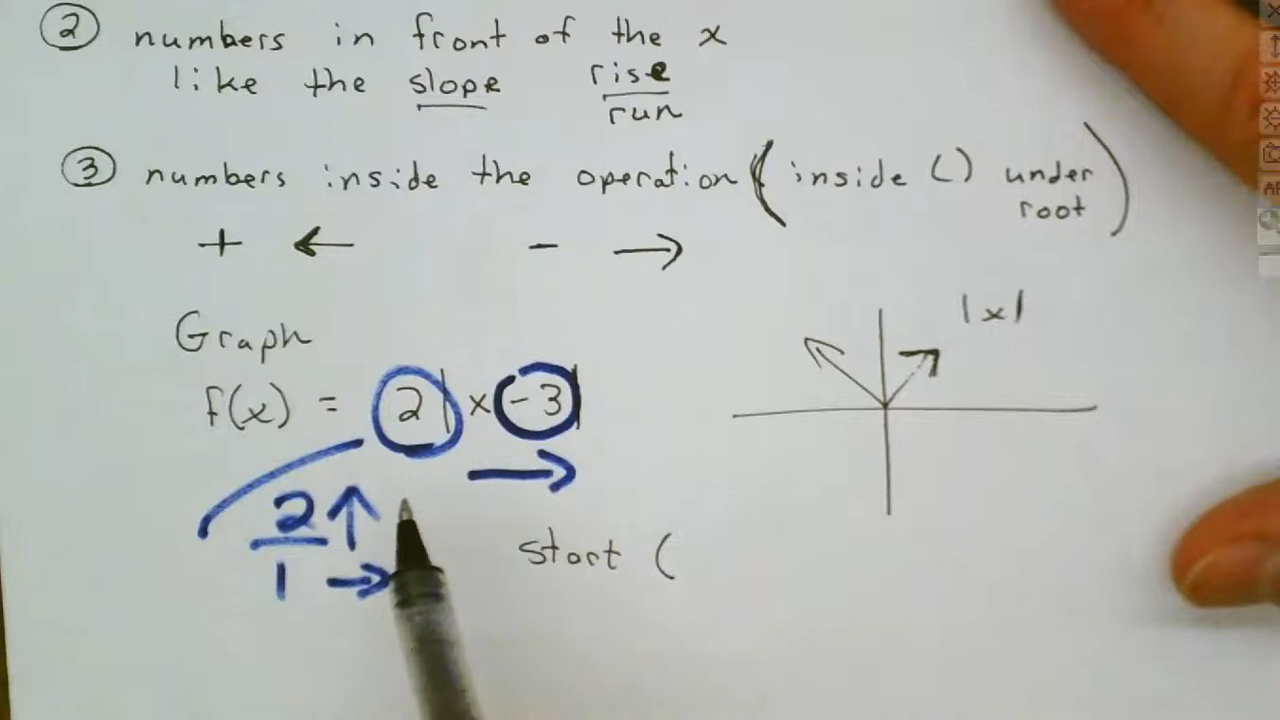 ② numbers in front of the x
like the slope rise
run
③ numbers inside the operation ( inside () under
root )
+ ← − →
Graph
|x|
f(x) = 2|x-3|
→
2 ↑
1 →
start (